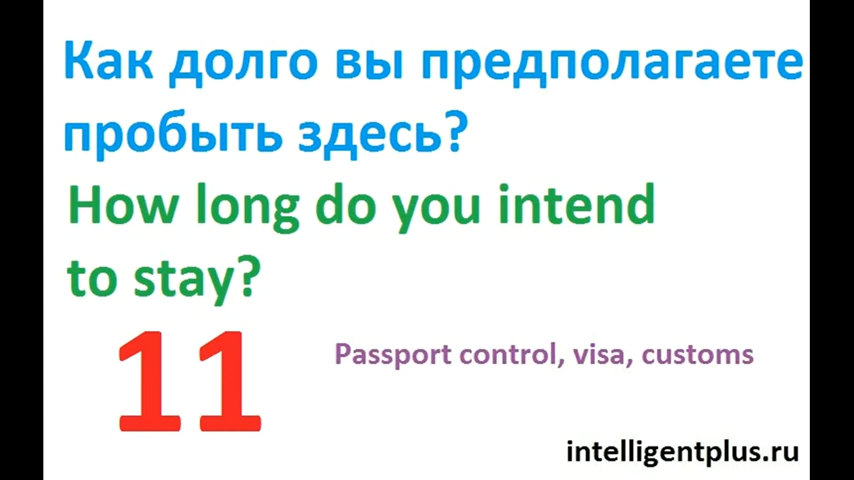 Как долго вы предполагаете
пробыть здесь?
How long do you intend
to stay?
11
Passport control, visa, customs
intelligentplus.ru